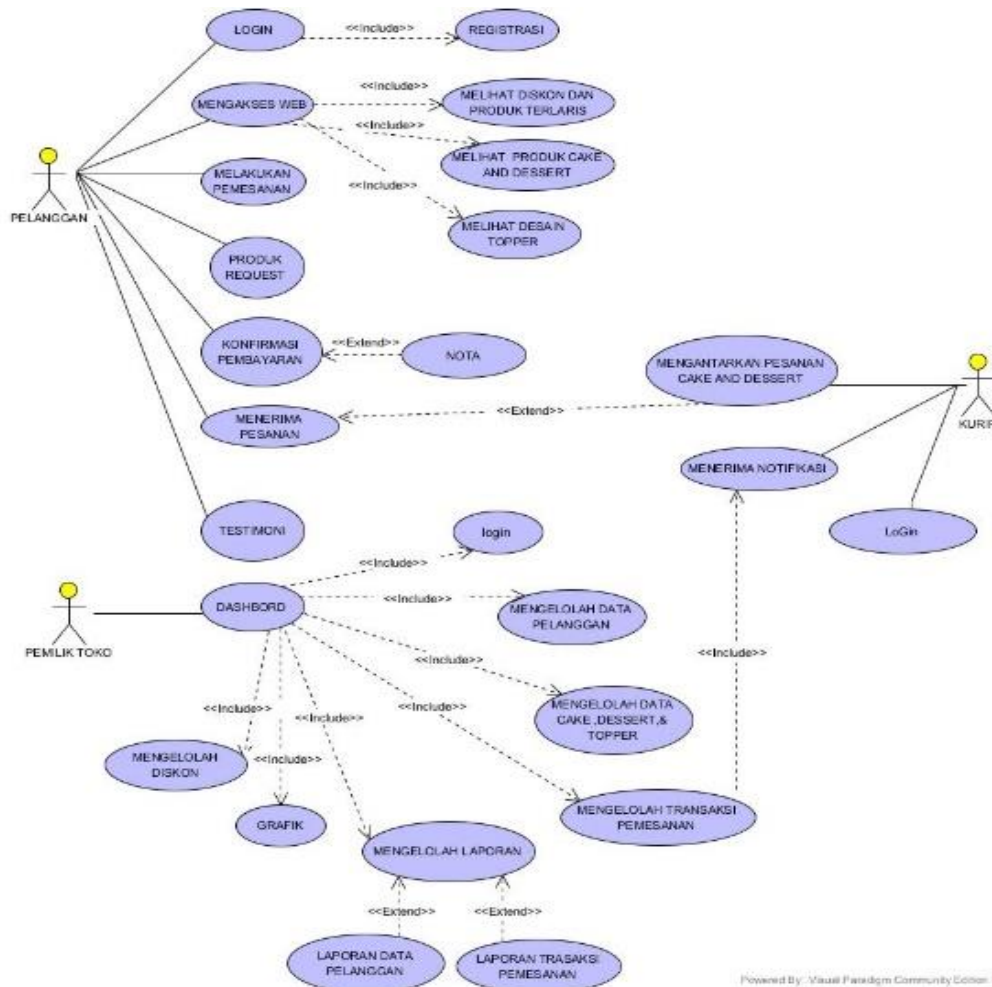 LOGIN
<<Include>>
REGISTRASI
MENGAKSES WEB
<<Include>>
MELIHAT DISKON DAN
PRODUK TERLARIS
<<Include>>
MELIHAT PRODUK CAKE
AND DESSERT
PELANGGAN
MELAKUKAN
PEMESANAN
<<Include>>
MELIHAT DESAIN
TOPPER
PRODUK
REQUEST
KONFIRMASI
PEMBAYARAN
<<Extend>>
NOTA
MENGANTARKAN PESANAN
CAKE AND DESSERT
KURIR
MENERIMA
PESANAN
<<Extend>>
MENERIMA NOTIFIKASI
TESTIMONI
login
LoGin
<<Include>>
PEMILIK TOKO
DASHBORD
<<Include>>
MENGELOLAH DATA
PELANGGAN
<<Include>>
<<Include>>
MENGELOLAH DATA
CAKE ,DESSERT,&
TOPPER
<<Include>>
<<Include>>
<<Include>>
MENGELOLAH
DISKON
<<Include>>
GRAFIK
MENGELOLAH TRANSAKSI
PEMESANAN
MENGELOLAH LAPORAN
<<Extend>>
<<Extend>>
LAPORAN DATA
PELANGGAN
LAPORAN TRASAKSI
PEMESANAN
Powered By: Visual Paradigm Community Edition